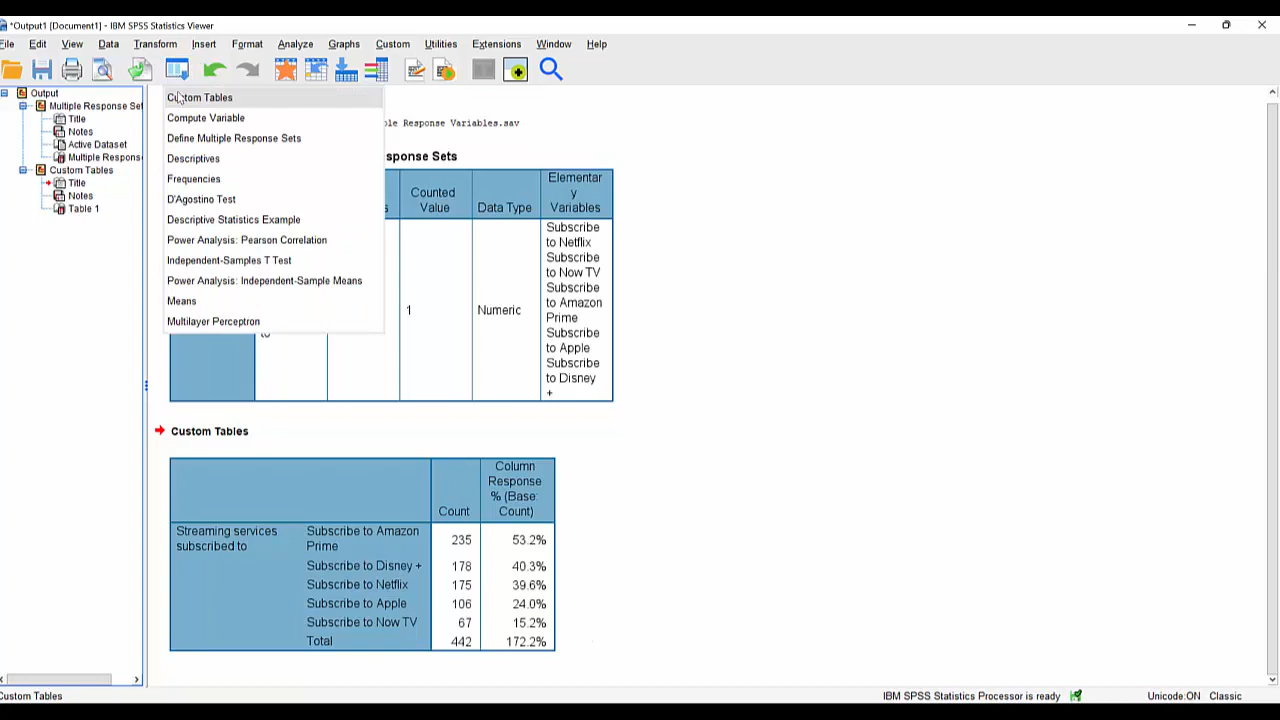 *Output1 [Document1] - IBM SPSS Statistics Viewer
File Edit View Data Transform Insert Format Analyze Graphs Custom Utilities Extensions Window Help
Output
Multiple Response Set
Title
Notes
Active Dataset
Multiple Respons
Custom Tables
Title
Notes
Table 1
Custom Tables
Compute Variable
Define Multiple Response Sets
Descriptives
Frequencies
D'Agostino Test
Descriptive Statistics Example
Power Analysis: Pearson Correlation
Independent-Samples T Test
Power Analysis: Independent-Sample Means
Means
Multilayer Perceptron
ple Response Variables.sav
sponse Sets
s
Counted
Value
Data Type
Elementar
y
Variables
to
1
Numeric
Subscribe
to Netflix
Subscribe
to Now TV
Subscribe
to Amazon
Prime
Subscribe
to Apple
Subscribe
to Disney
+
Custom Tables
Count
Column
Response
% (Base:
Count)
Streaming services
subscribed to
Subscribe to Amazon
Prime
235 53.2%
Subscribe to Disney + 178 40.3%
Subscribe to Netflix 175 39.6%
Subscribe to Apple 106 24.0%
Subscribe to Now TV 67 15.2%
Total 442 172.2%
Custom Tables
IBM SPSS Statistics Processor is ready
Unicode:ON Classic